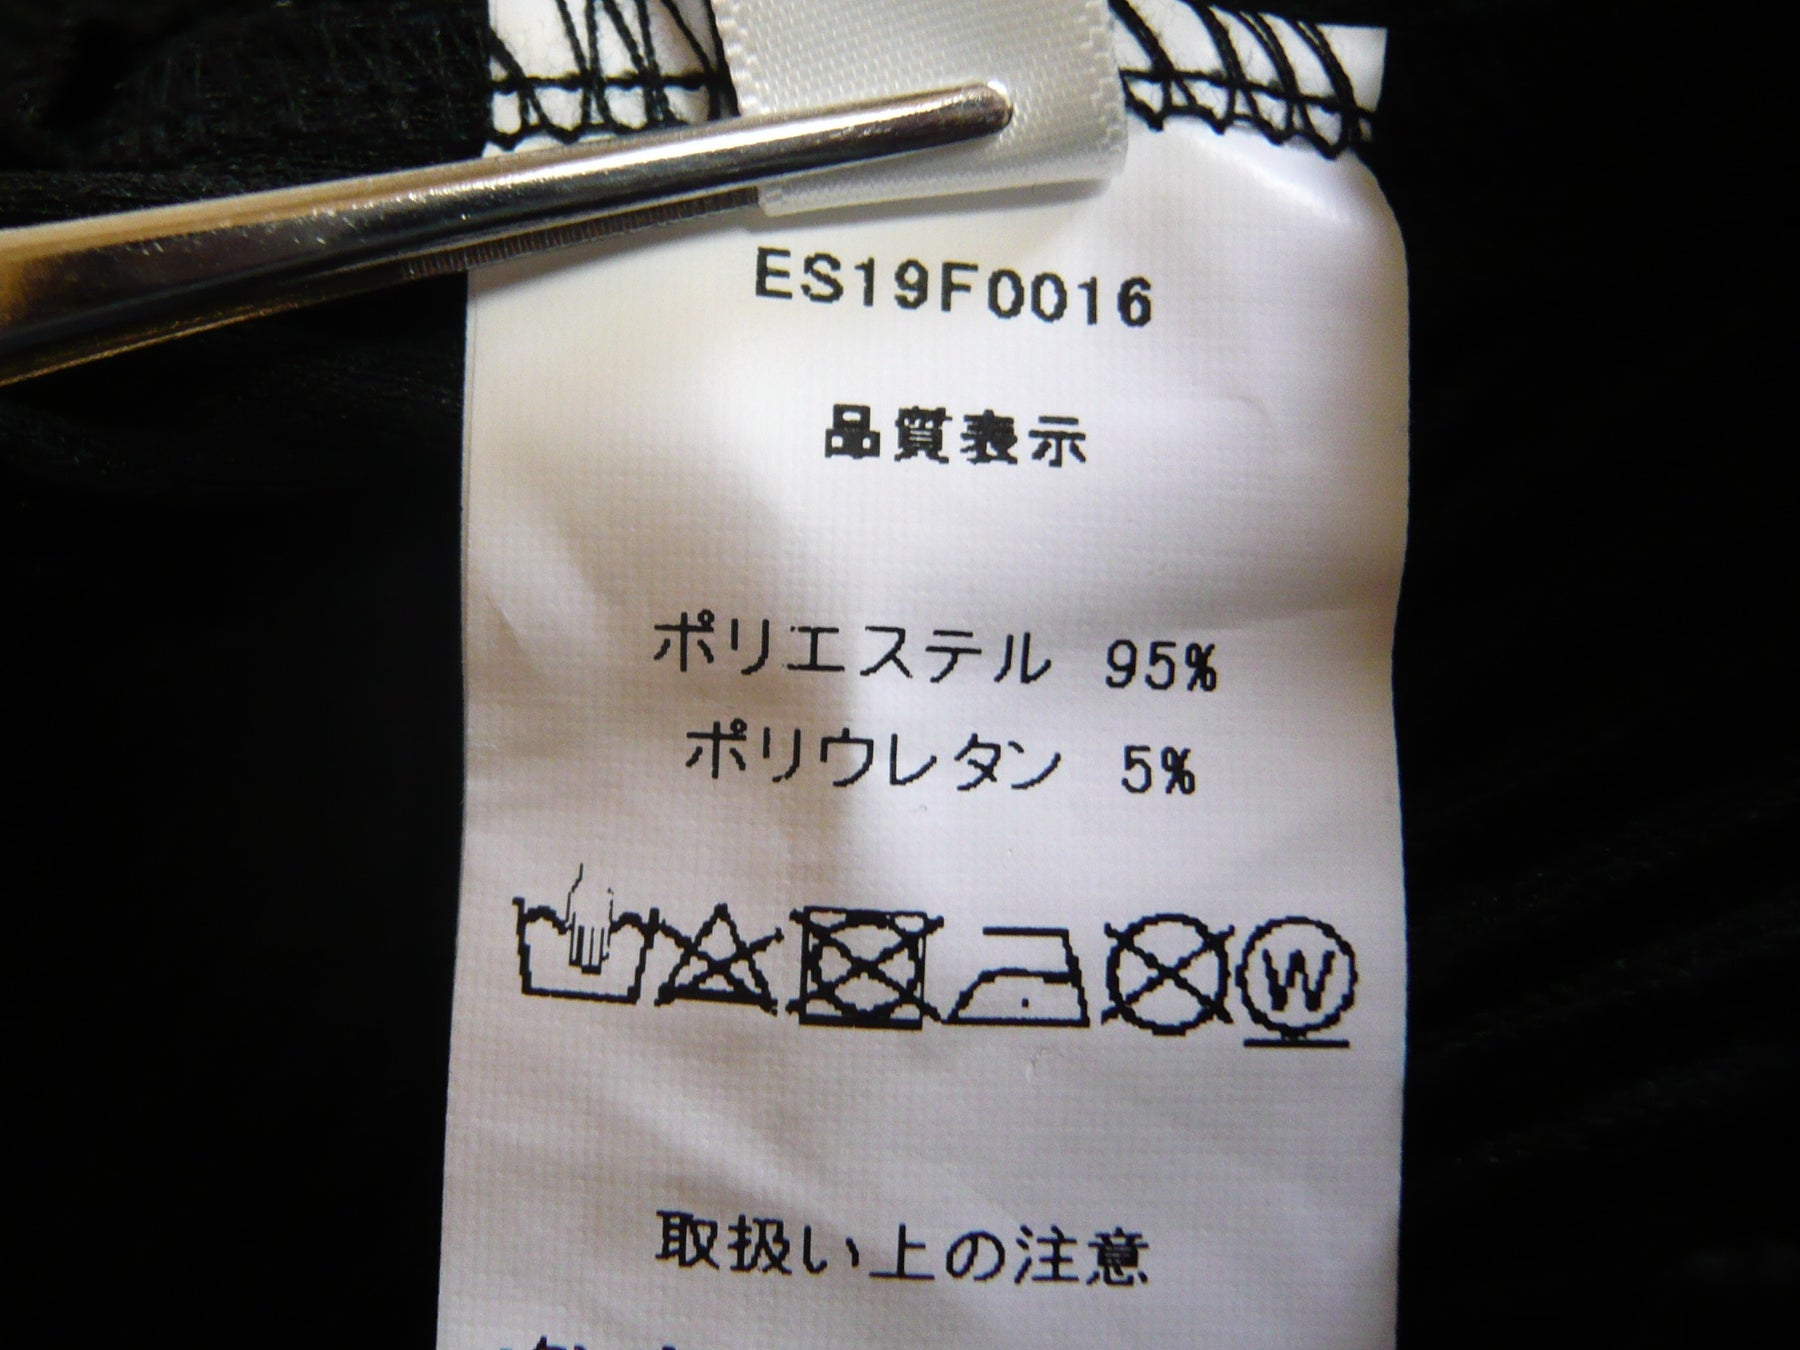 ES19F0016
品質表示
ポリエステル 95%
ポリウレタン 5%
W
取扱い上の注意